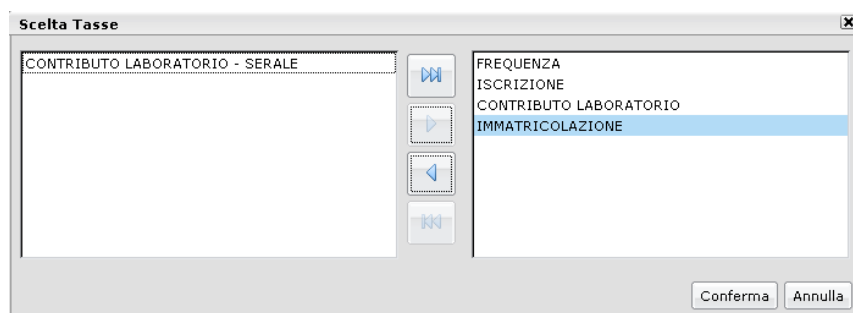 Scelta Tasse
CONTRIBUTO LABORATORIO - SERALE
FREQUENZA
ISCRIZIONE
CONTRIBUTO LABORATORIO
IMMATRICOLAZIONE
Conferma
Annulla